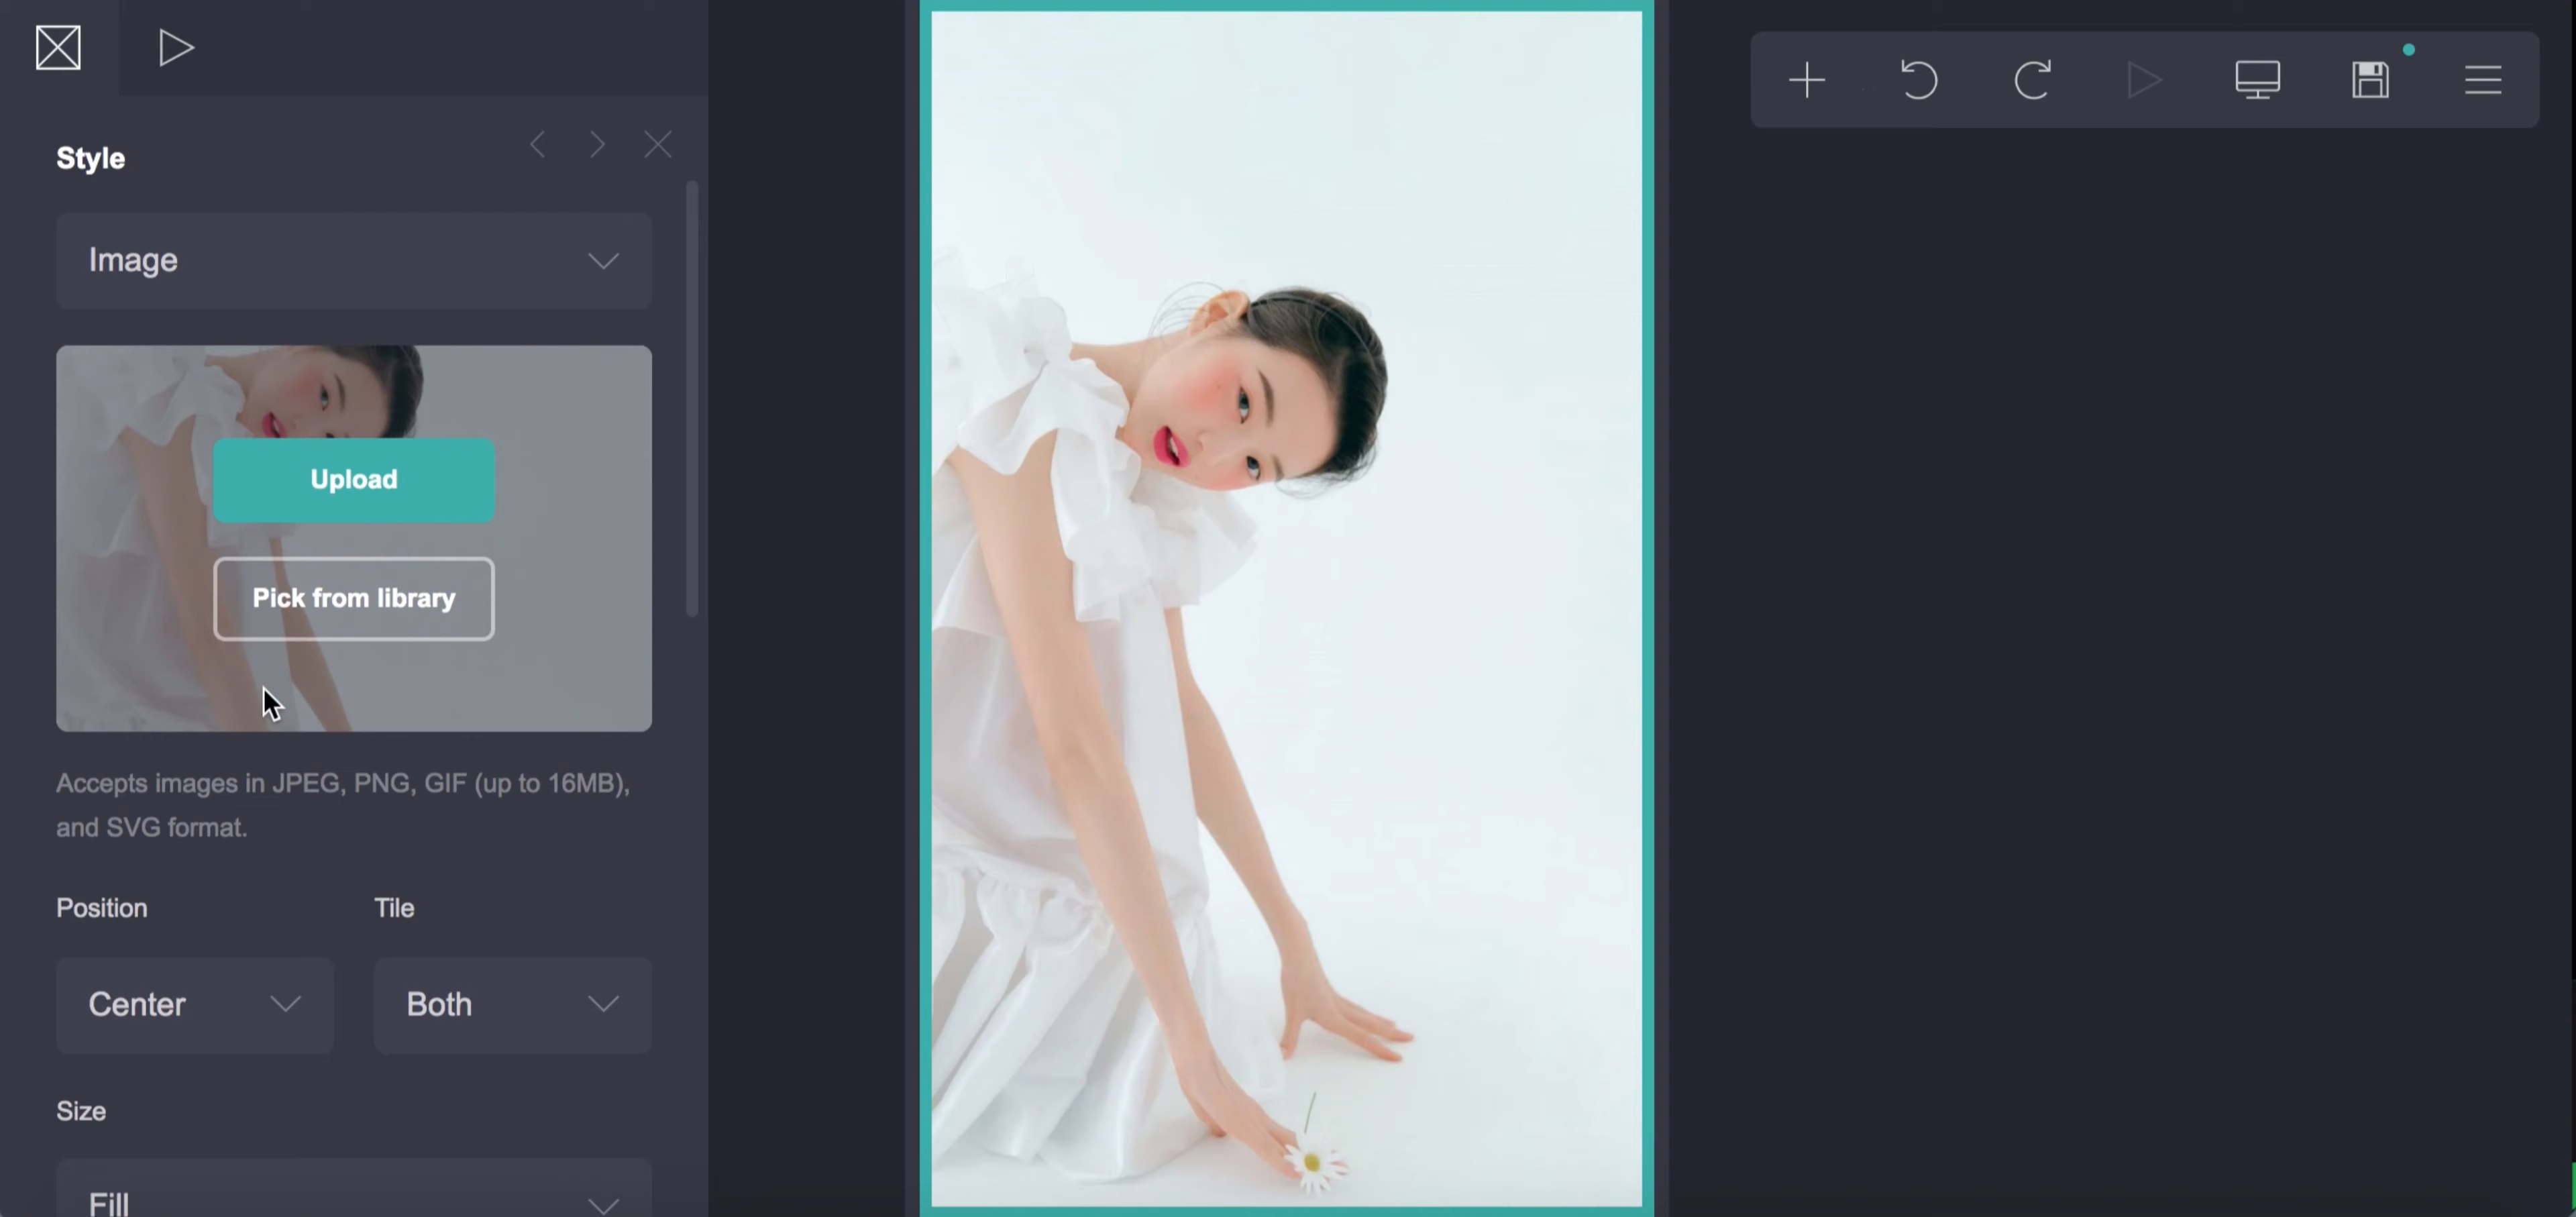 Style
Image
Upload
Pick from library
Accepts images in JPEG, PNG, GIF (up to 16MB),
and SVG format.
Position
Tile
Center
Both
Size
Fill